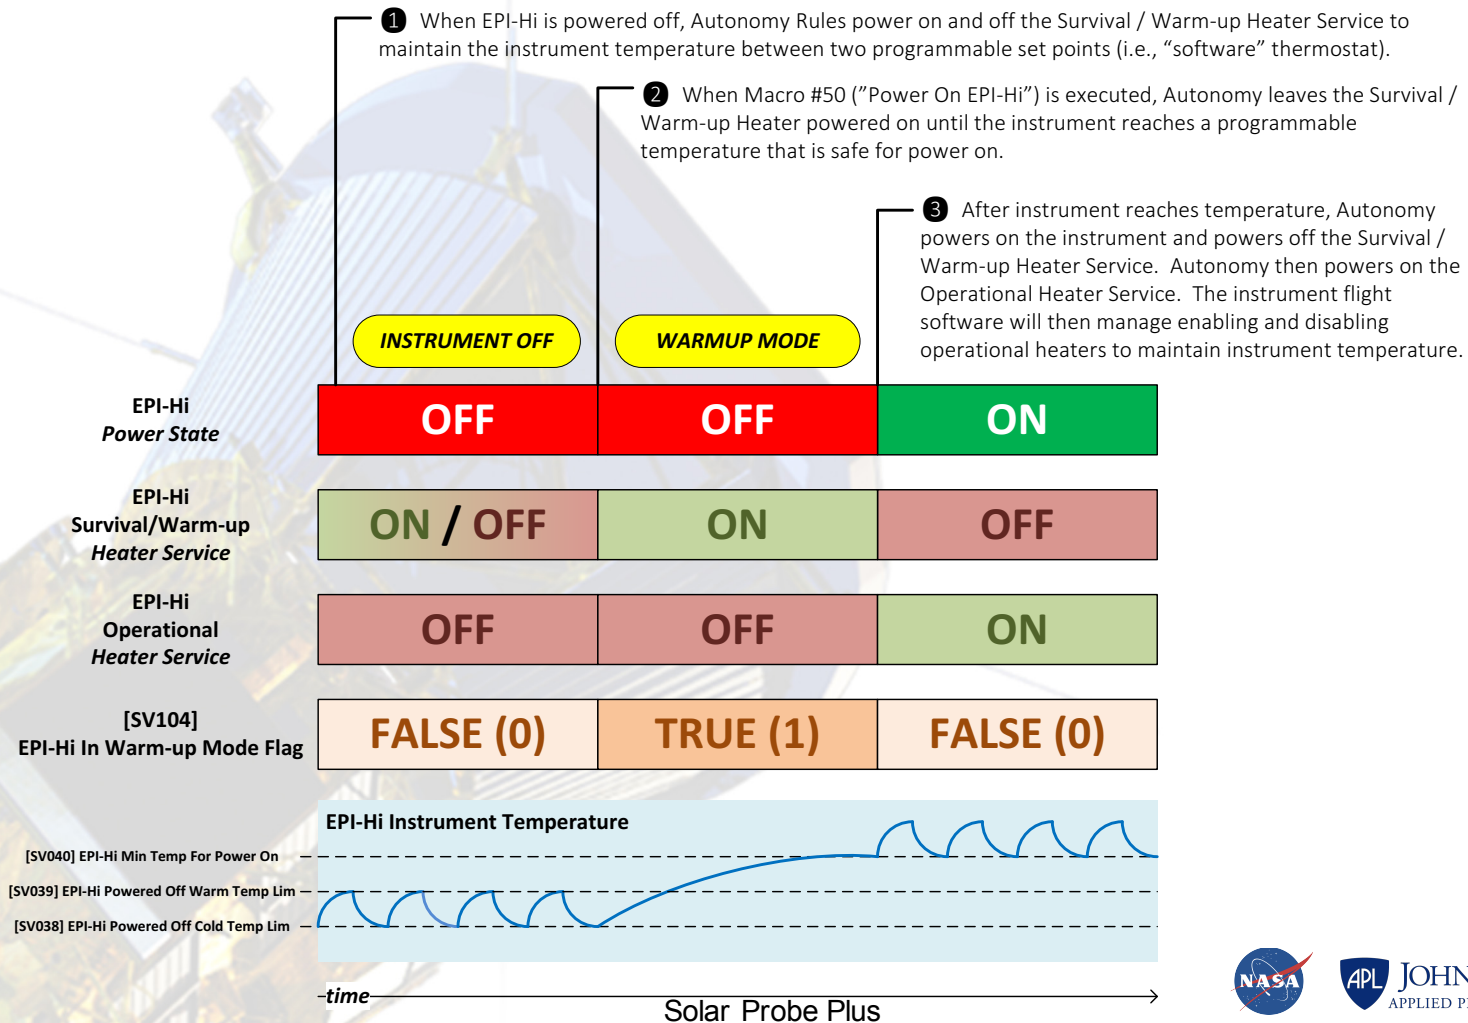 ❶ When EPI-Hi is powered off, Autonomy Rules power on and off the Survival / Warm-up Heater Service to
maintain the instrument temperature between two programmable set points (i.e., “software” thermostat).
❷ When Macro #50 (”Power On EPI-Hi”) is executed, Autonomy leaves the Survival /
Warm-up Heater powered on until the instrument reaches a programmable
temperature that is safe for power on.
❸ After instrument reaches temperature, Autonomy
powers on the instrument and powers off the Survival /
Warm-up Heater Service. Autonomy then powers on the
Operational Heater Service. The instrument flight
software will then manage enabling and disabling
operational heaters to maintain instrument temperature.
INSTRUMENT OFF
WARMUP MODE
EPI-Hi
Power State
OFF
OFF
ON
EPI-Hi
Survival/Warm-up
Heater Service
ON / OFF
ON
OFF
EPI-Hi
Operational
Heater Service
OFF
OFF
ON
[SV104]
EPI-Hi In Warm-up Mode Flag
FALSE (0)
TRUE (1)
FALSE (0)
EPI-Hi Instrument Temperature
[SV040] EPI-Hi Min Temp For Power On
[SV039] EPI-Hi Powered Off Warm Temp Lim
[SV038] EPI-Hi Powered Off Cold Temp Lim
time
Solar Probe Plus
NASA
APL
JOHN
APPLIED P